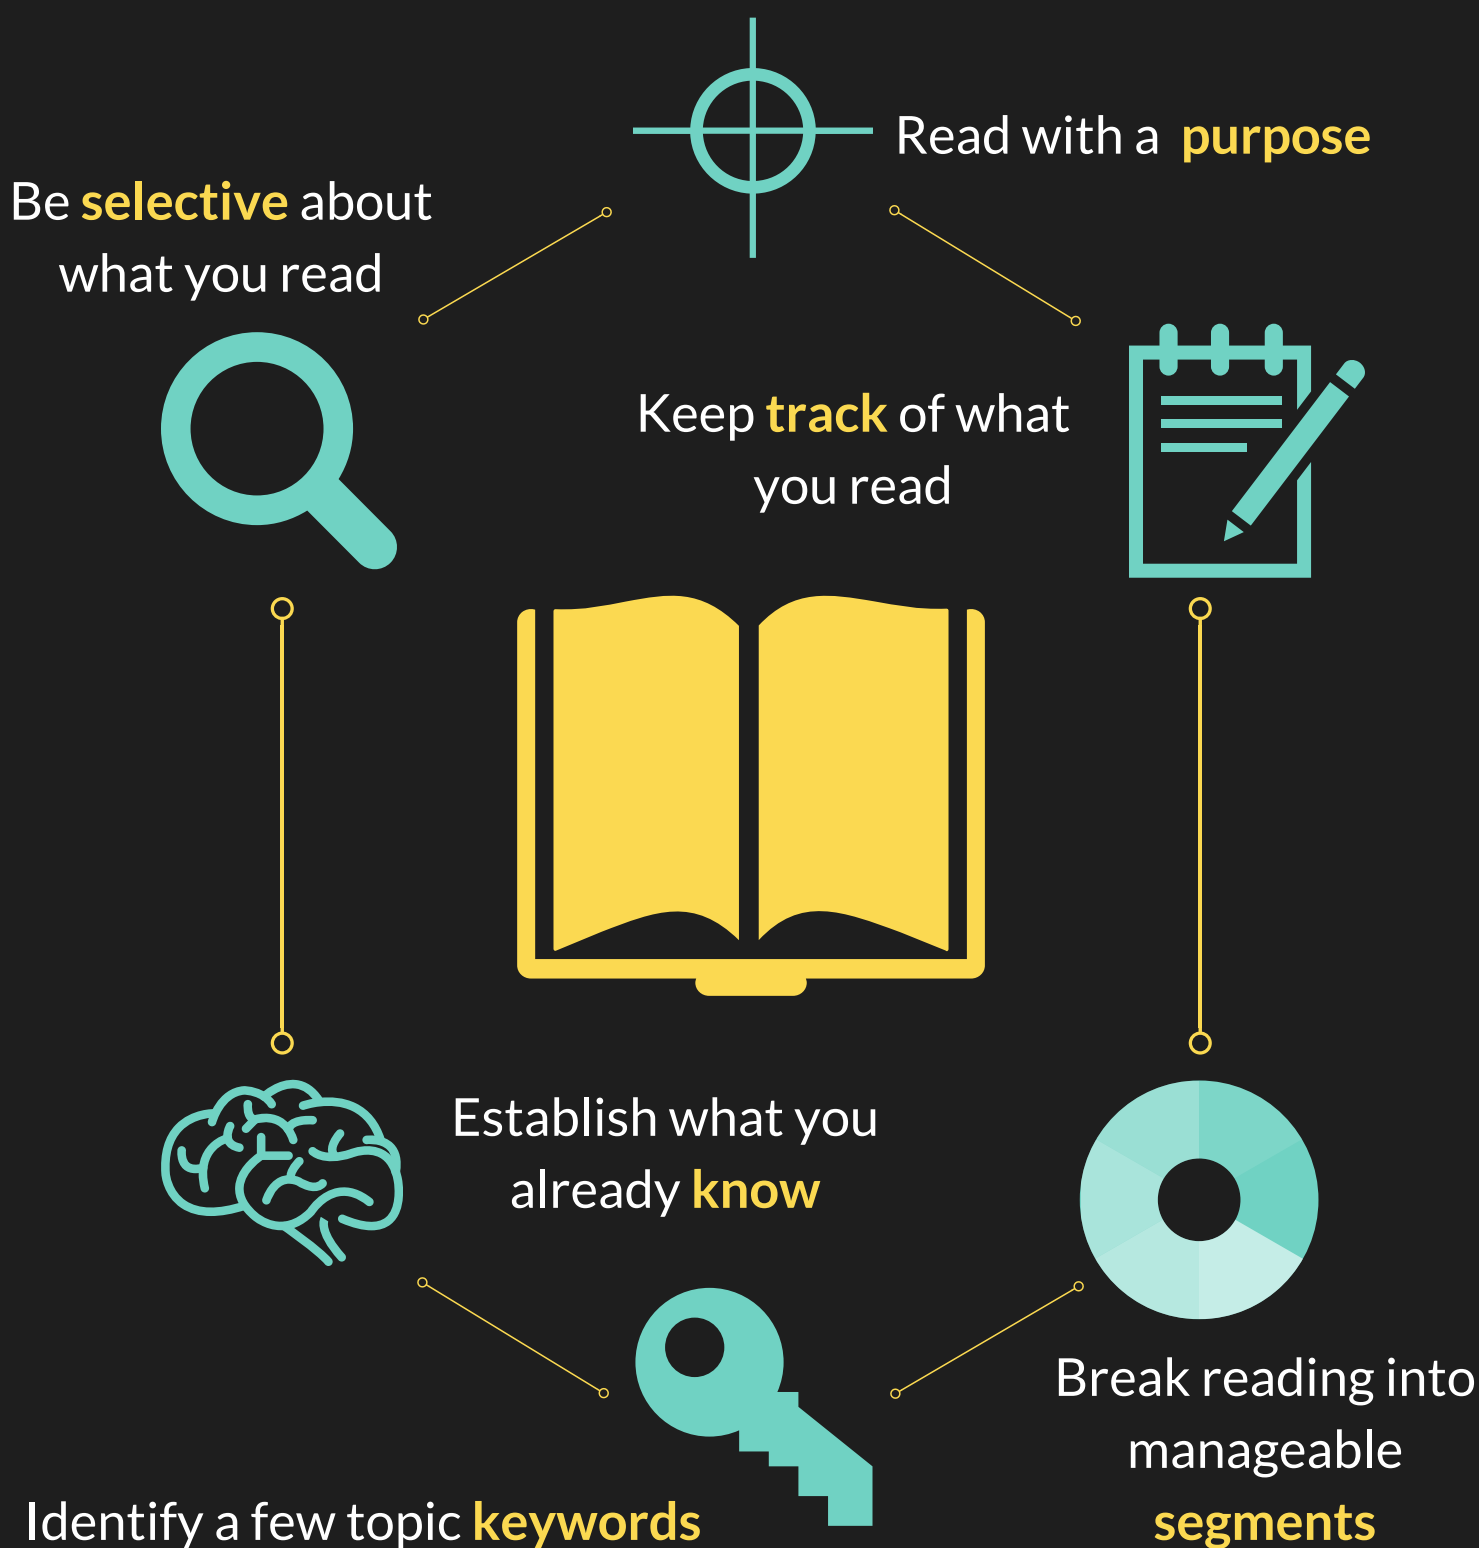 Read with a purpose
Be selective about
what you read
Keep track of what
you read
Establish what you
already know
Break reading into
manageable
segments
Identify a few topic keywords